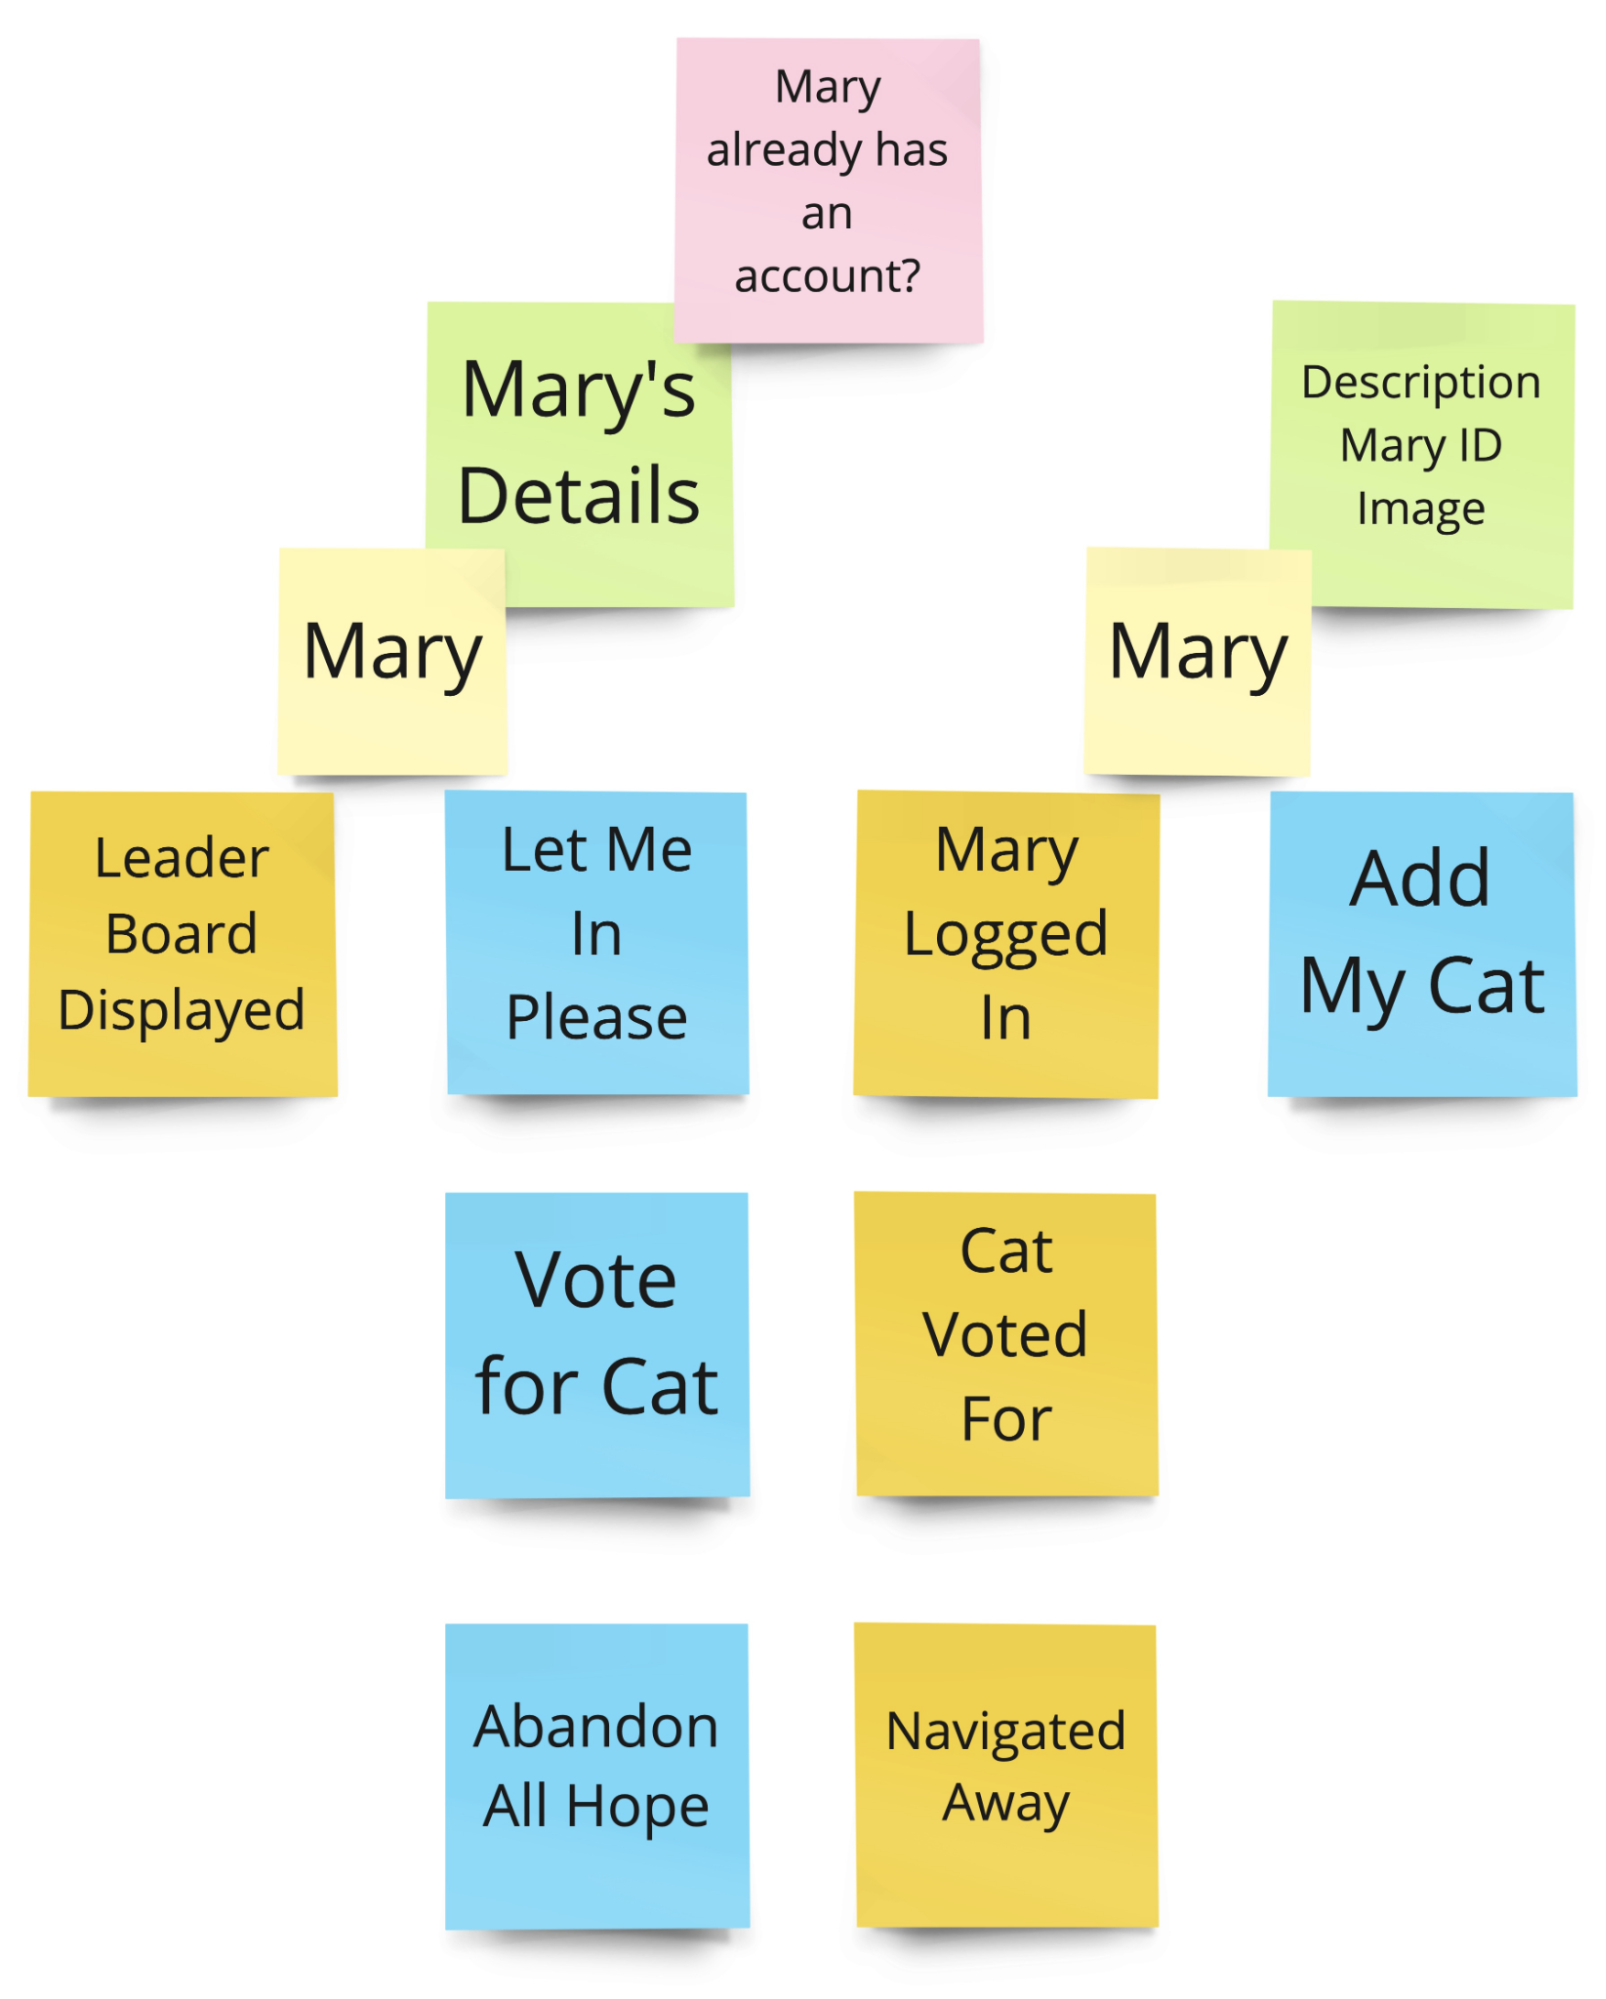 Mary
already has
an
account?
Mary's
Details
Description
Mary ID
Image
Mary
Mary
Leader
Board
Displayed
Let Me
In
Please
Mary
Logged
In
Add
My Cat
Vote
for Cat
Cat
Voted
For
Abandon
All Hope
Navigated
Away